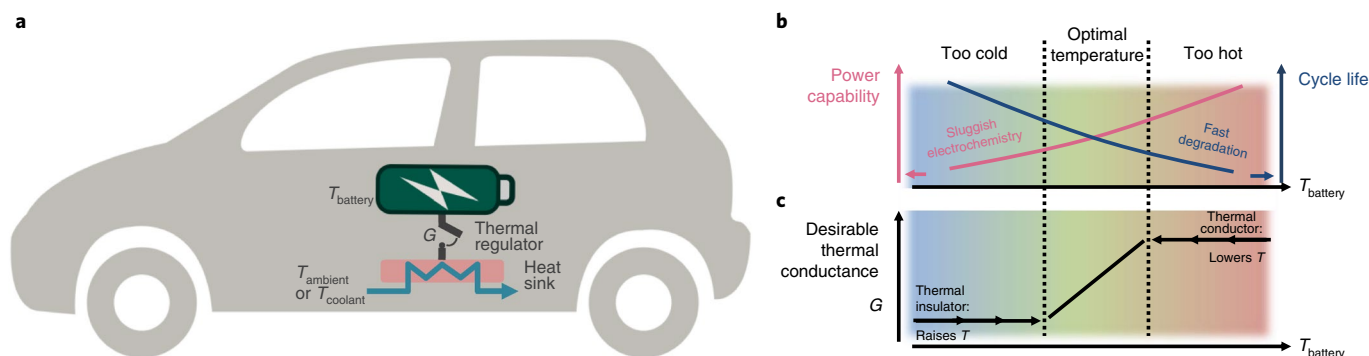 a
T battery
G
Thermal
regulator
T ambient
or T coolant
Heat
sink
b
Too cold
Optimal
temperature
Too hot
Power
capability
Cycle life
Sluggish
electrochemistry
Fast
degradation
T battery
c
Desirable
thermal
conductance
G
Thermal
conductor:
Lowers T
Thermal
insulator:
Raises T
T battery